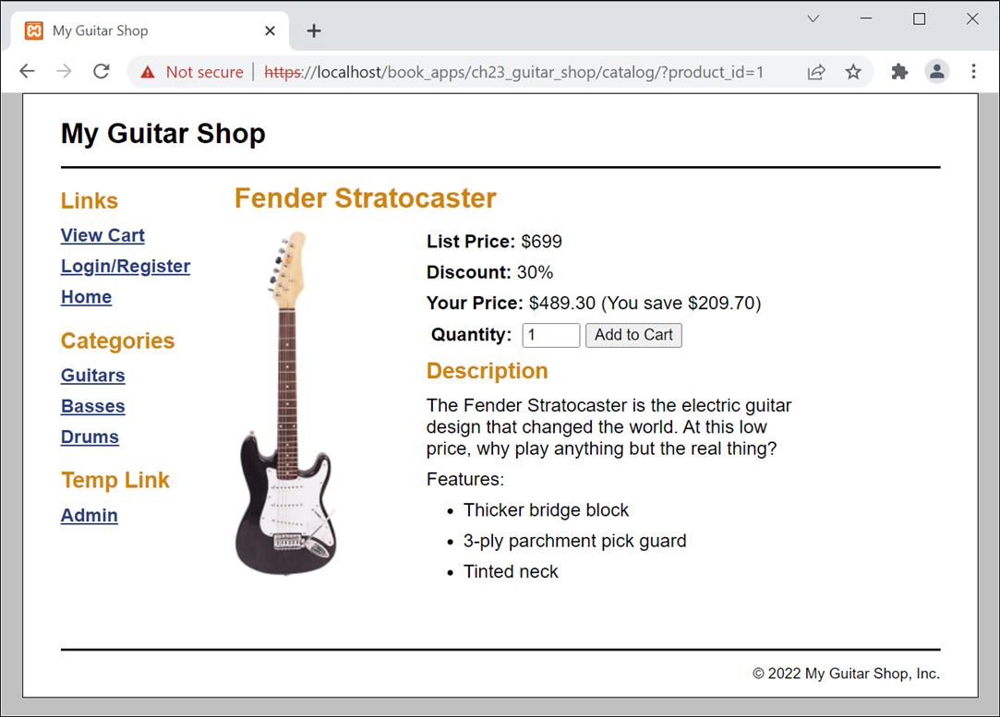 My Guitar Shop
Not secure | https://localhost/book_apps/ch23_guitar_shop/catalog/?product_id=1
My Guitar Shop
Links
View Cart
Login/Register
Home
Categories
Guitars
Basses
Drums
Temp Link
Admin
Fender Stratocaster
List Price: $699
Discount: 30%
Your Price: $489.30 (You save $209.70)
Quantity: 1 Add to Cart
Description
The Fender Stratocaster is the electric guitar
design that changed the world. At this low
price, why play anything but the real thing?
Features:
• Thicker bridge block
• 3-ply parchment pick guard
• Tinted neck
© 2022 My Guitar Shop, Inc.